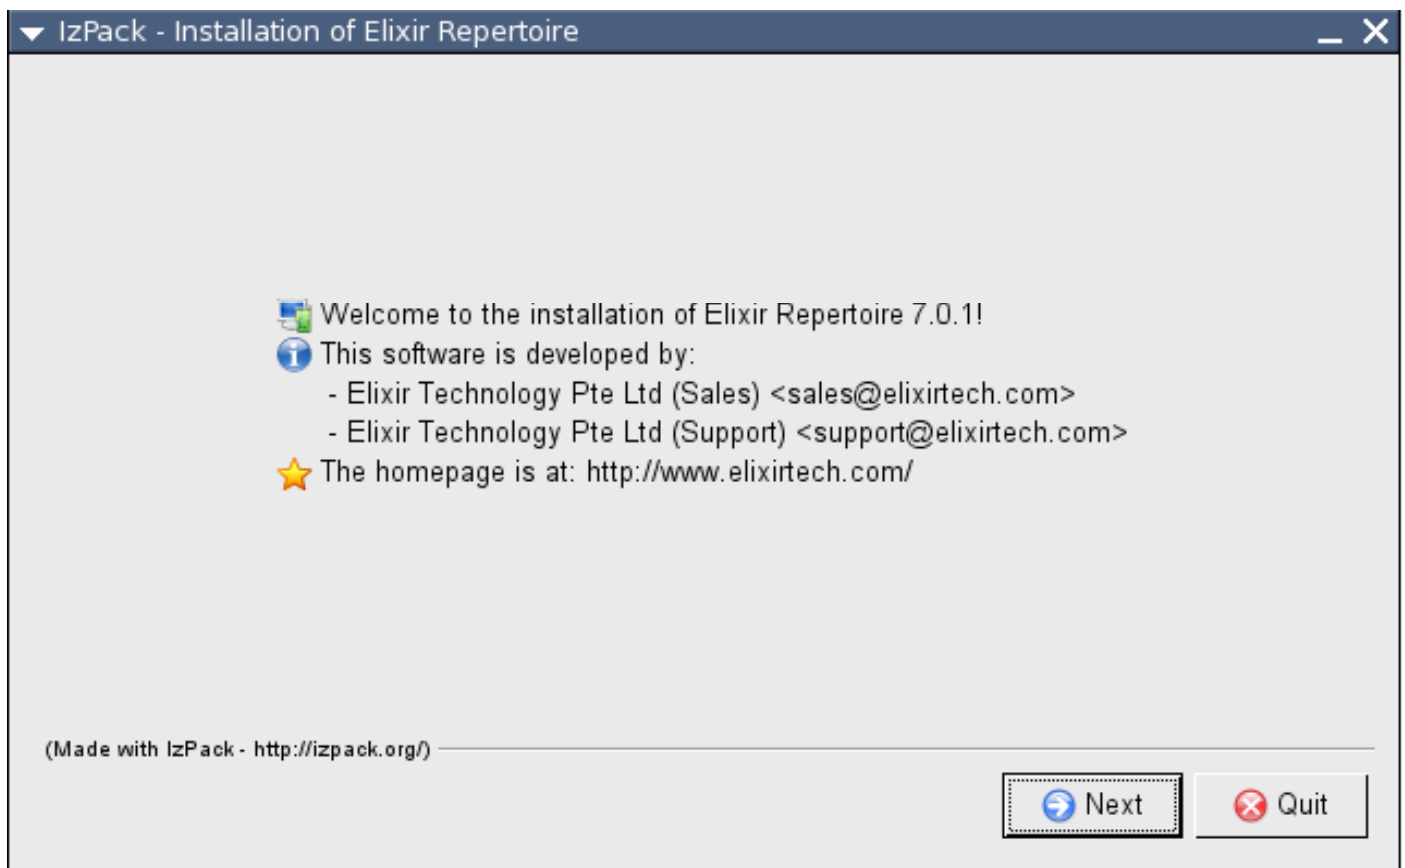 IzPack - Installation of Elixir Repertoire
Welcome to the installation of Elixir Repertoire 7.0.1!
This software is developed by:
- Elixir Technology Pte Ltd (Sales) <sales@elixirtech.com>
- Elixir Technology Pte Ltd (Support) <support@elixirtech.com>
The homepage is at: http://www.elixirtech.com/
(Made with IzPack - http://izpack.org/)
Next
Quit